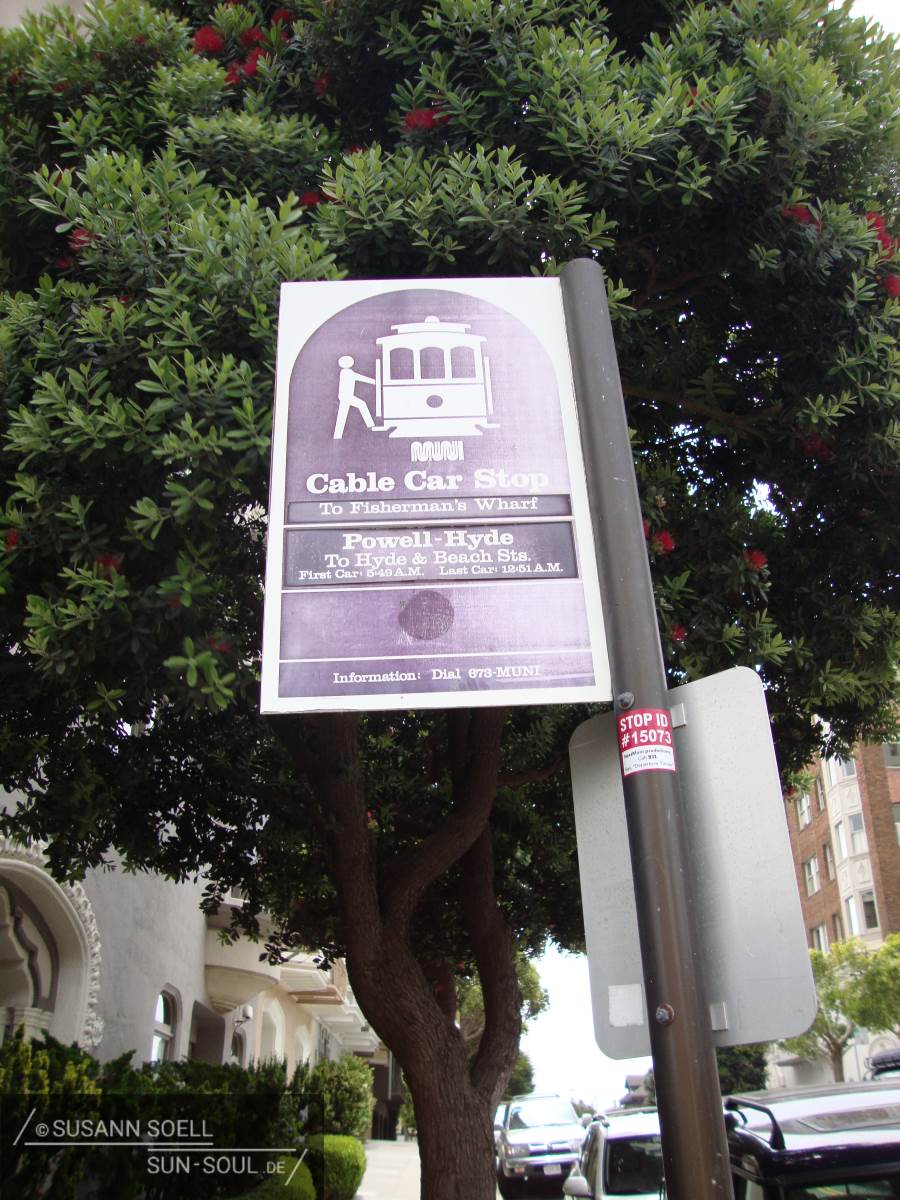 MUNI
Cable Car Stop
To Fisherman's Wharf
Powell-Hyde
To Hyde & Beach Sts.
First Car: 5:49 A.M. Last Car: 12:51 A.M.
Information: Dial 673-MUNI
STOP ID
#15073
© SUSANN SOELL
SUN-SOUL.DE